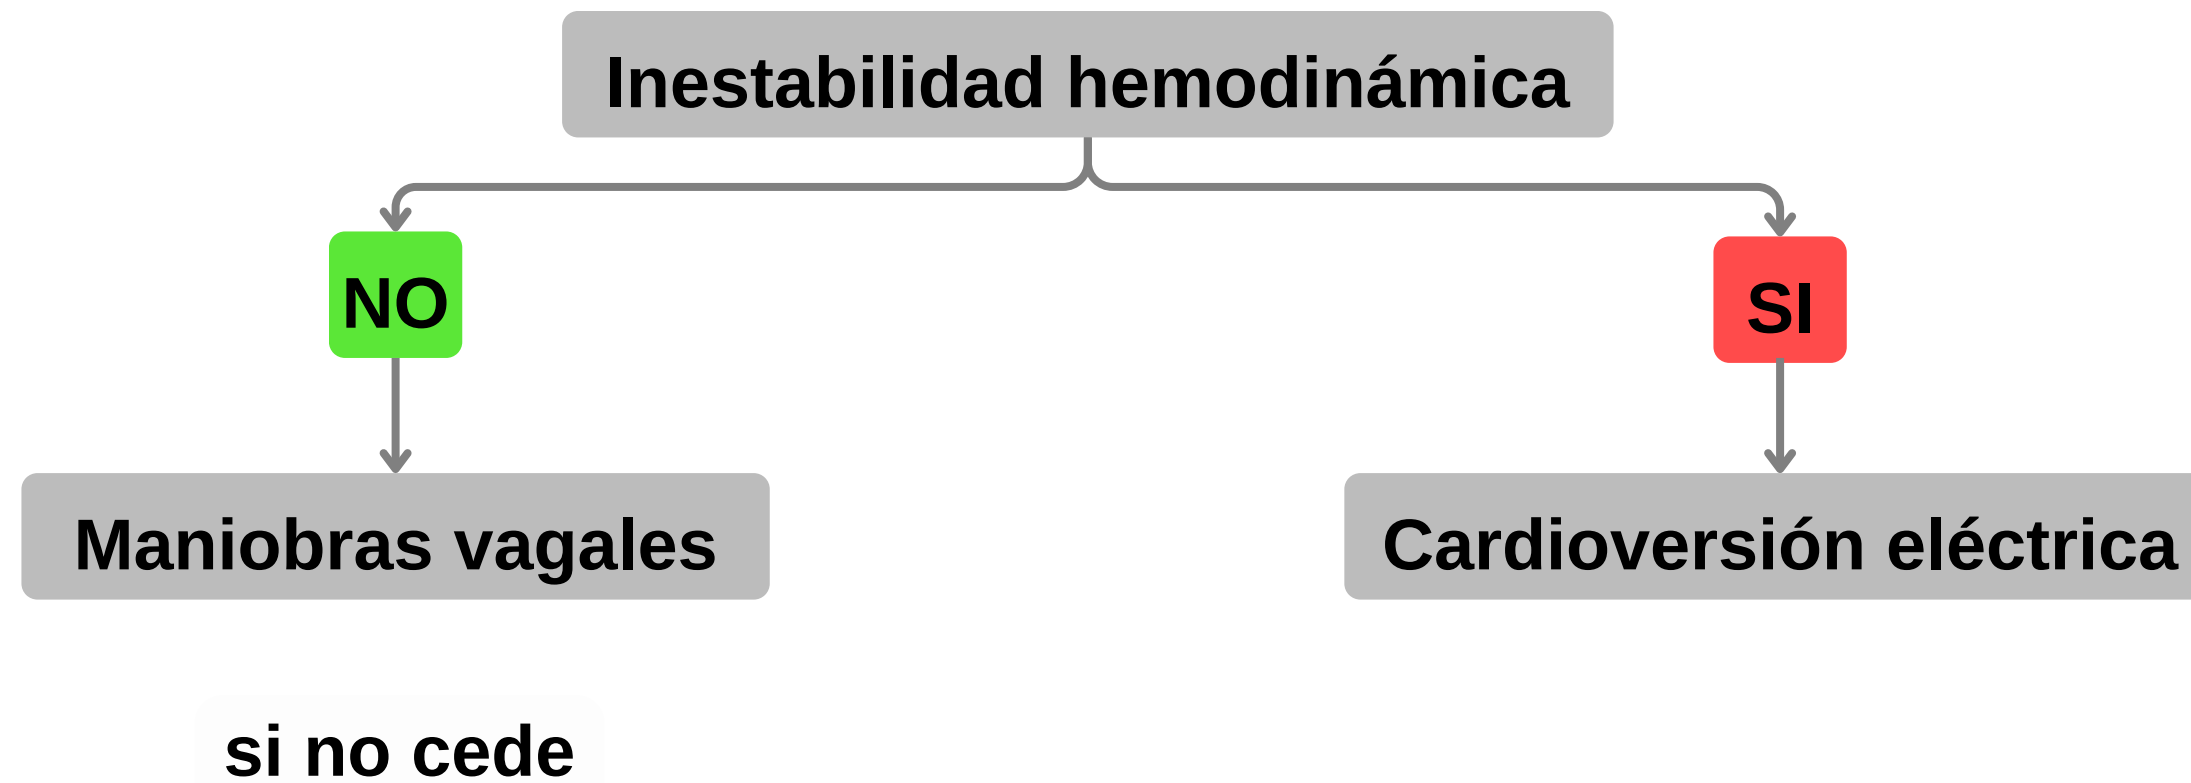 Inestabilidad hemodinámica
NO
SI
Maniobras vagales
Cardioversión eléctrica
si no cede